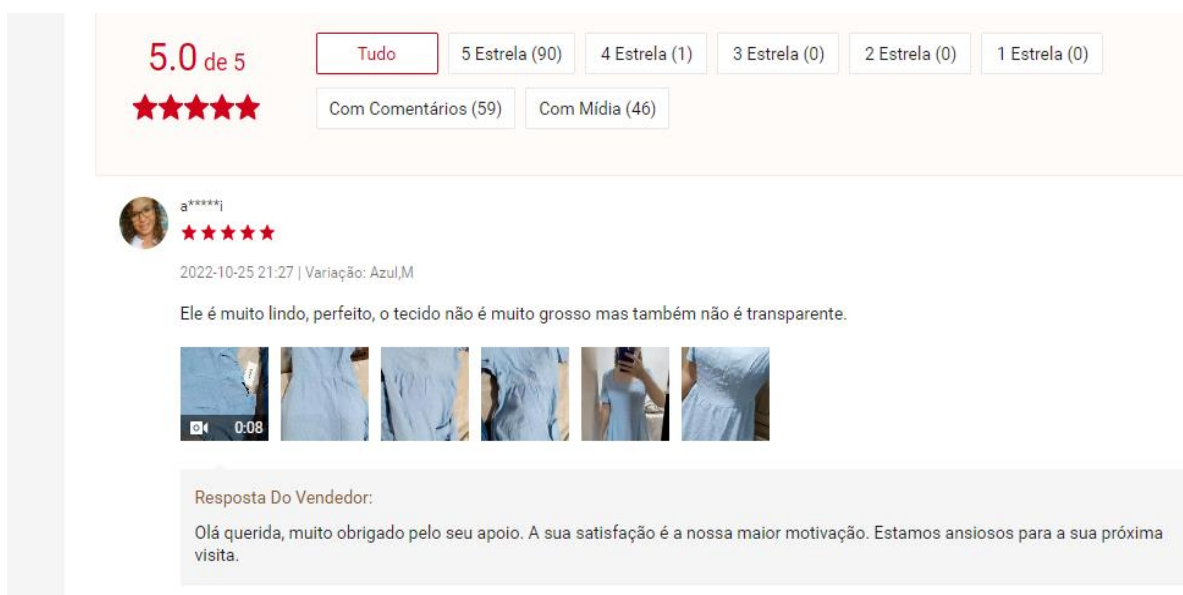 5.0 de 5
Tudo
5 Estrela (90)
4 Estrela (1)
3 Estrela (0)
2 Estrela (0)
1 Estrela (0)
Com Comentários (59)
Com Mídia (46)
a*****i
2022-10-25 21:27 | Variação: Azul,M
Ele é muito lindo, perfeito, o tecido não é muito grosso mas também não é transparente.
0:08
Resposta Do Vendedor:
Olá querida, muito obrigado pelo seu apoio. A sua satisfação é a nossa maior motivação. Estamos ansiosos para a sua próxima
visita.